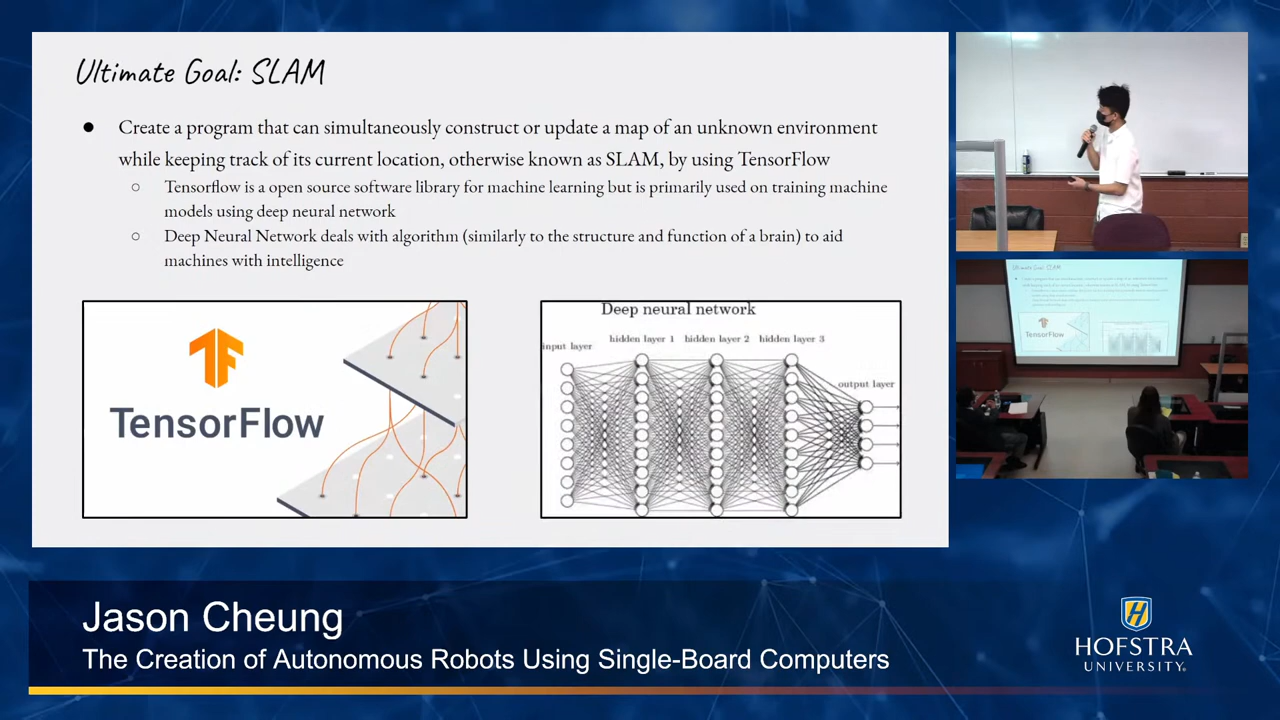 Ultimate Goal: SLAM
● Create a program that can simultaneously construct or update a map of an unknown environment
while keeping track of its current location, otherwise known as SLAM, by using TensorFlow
○ Tensorflow is a open source software library for machine learning but is primarily used on training machine
models using deep neural network
○ Deep Neural Network deals with algorithm (similarly to the structure and function of a brain) to aid
machines with intelligence
TensorFlow
Deep neural network
input layer
hidden layer 1 hidden layer 2 hidden layer 3
output layer
Ultimate Goal: SLAM
TensorFlow
Jason Cheung
The Creation of Autonomous Robots Using Single-Board Computers
HOFSTRA
UNIVERSITY®